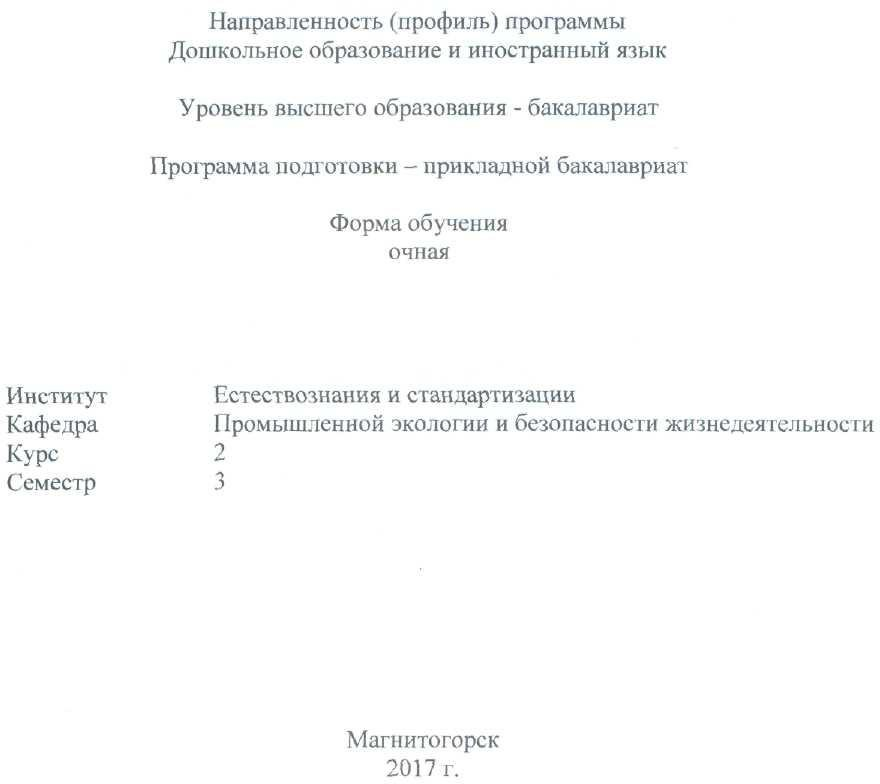 Направленность (профиль) программы
Дошкольное образование и иностранный язык
Уровень высшего образования - бакалавриат
Программа подготовки – прикладной бакалавриат
Форма обучения
очная
Институт Естествознания и стандартизации
Кафедра Промышленной экологии и безопасности жизнедеятельности
Курс 2
Семестр 3
Магнитогорск
2017 г.